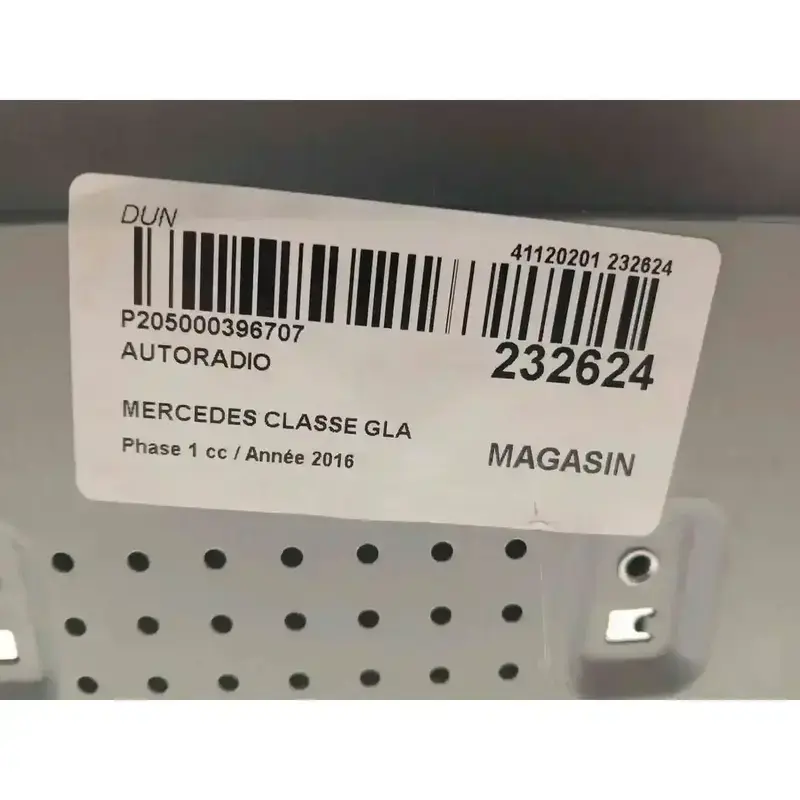 DUN
41120201 232624
P205000396707
232624
AUTORADIO
MERCEDES CLASSE GLA
Phase 1 cc / Année 2016
MAGASIN